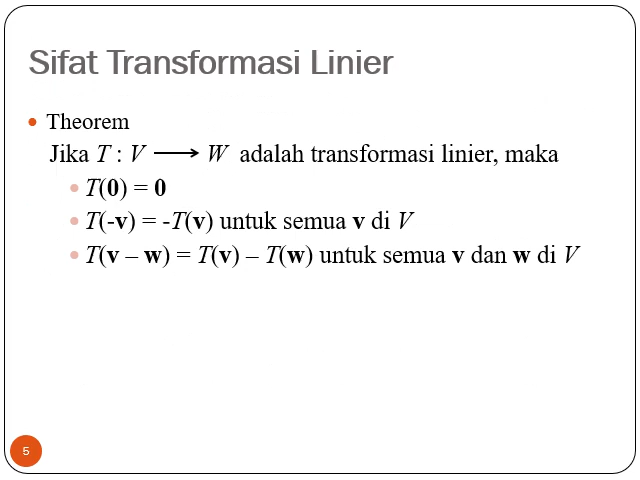 Sifat Transformasi Linier
• Theorem
Jika T : V ⟶ W adalah transformasi linier, maka
• T(0) = 0
• T(-v) = -T(v) untuk semua v di V
• T(v – w) = T(v) – T(w) untuk semua v dan w di V
5